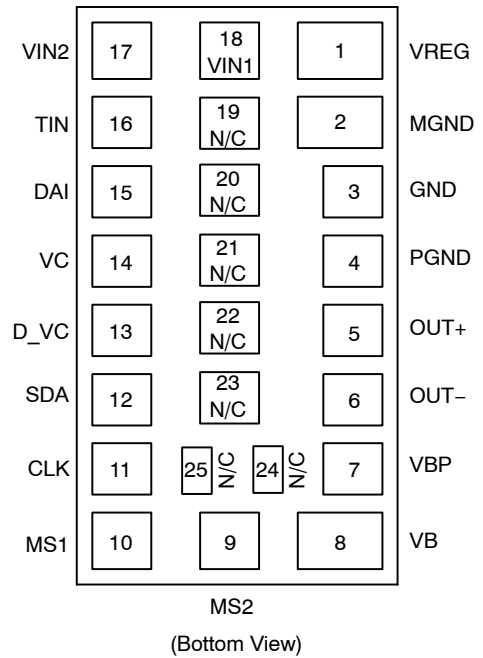 VIN2 17 18 1 VREG
VIN1
TIN 16 19 2 MGND
N/C
DAI 15 20 3 GND
N/C
VC 14 21 4 PGND
N/C
D_VC 13 22 5 OUT+
N/C
SDA 12 23 6 OUT−
N/C
CLK 11 25 N/C 24 N/C 7 VBP
MS1 10 9 8 VB
MS2
(Bottom View)